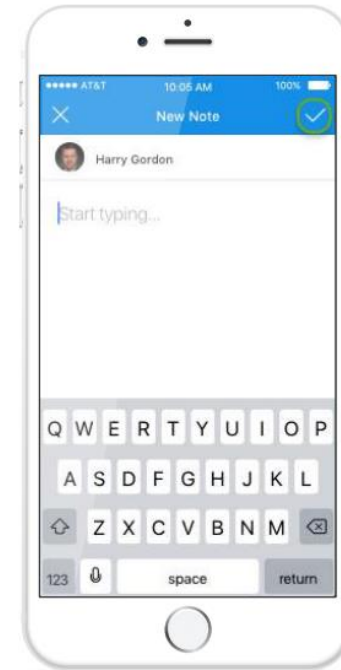 AT&T 10:05 AM 100%
New Note
Harry Gordon
Start typing...
Q W E R T Y U I O P
A S D F G H J K L
Z X C V B N M
123 space return